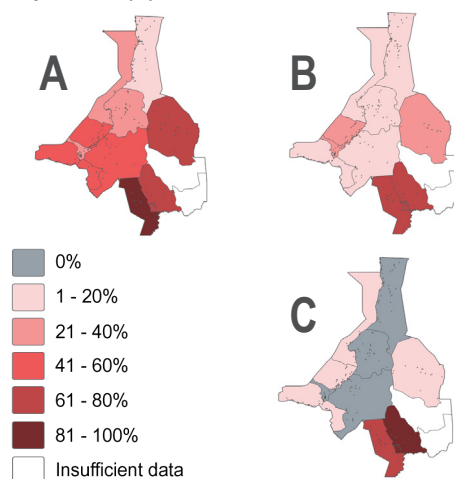 A
B
0%
1 - 20%
21 - 40%
41 - 60%
61 - 80%
81 - 100%
Insufficient data
C